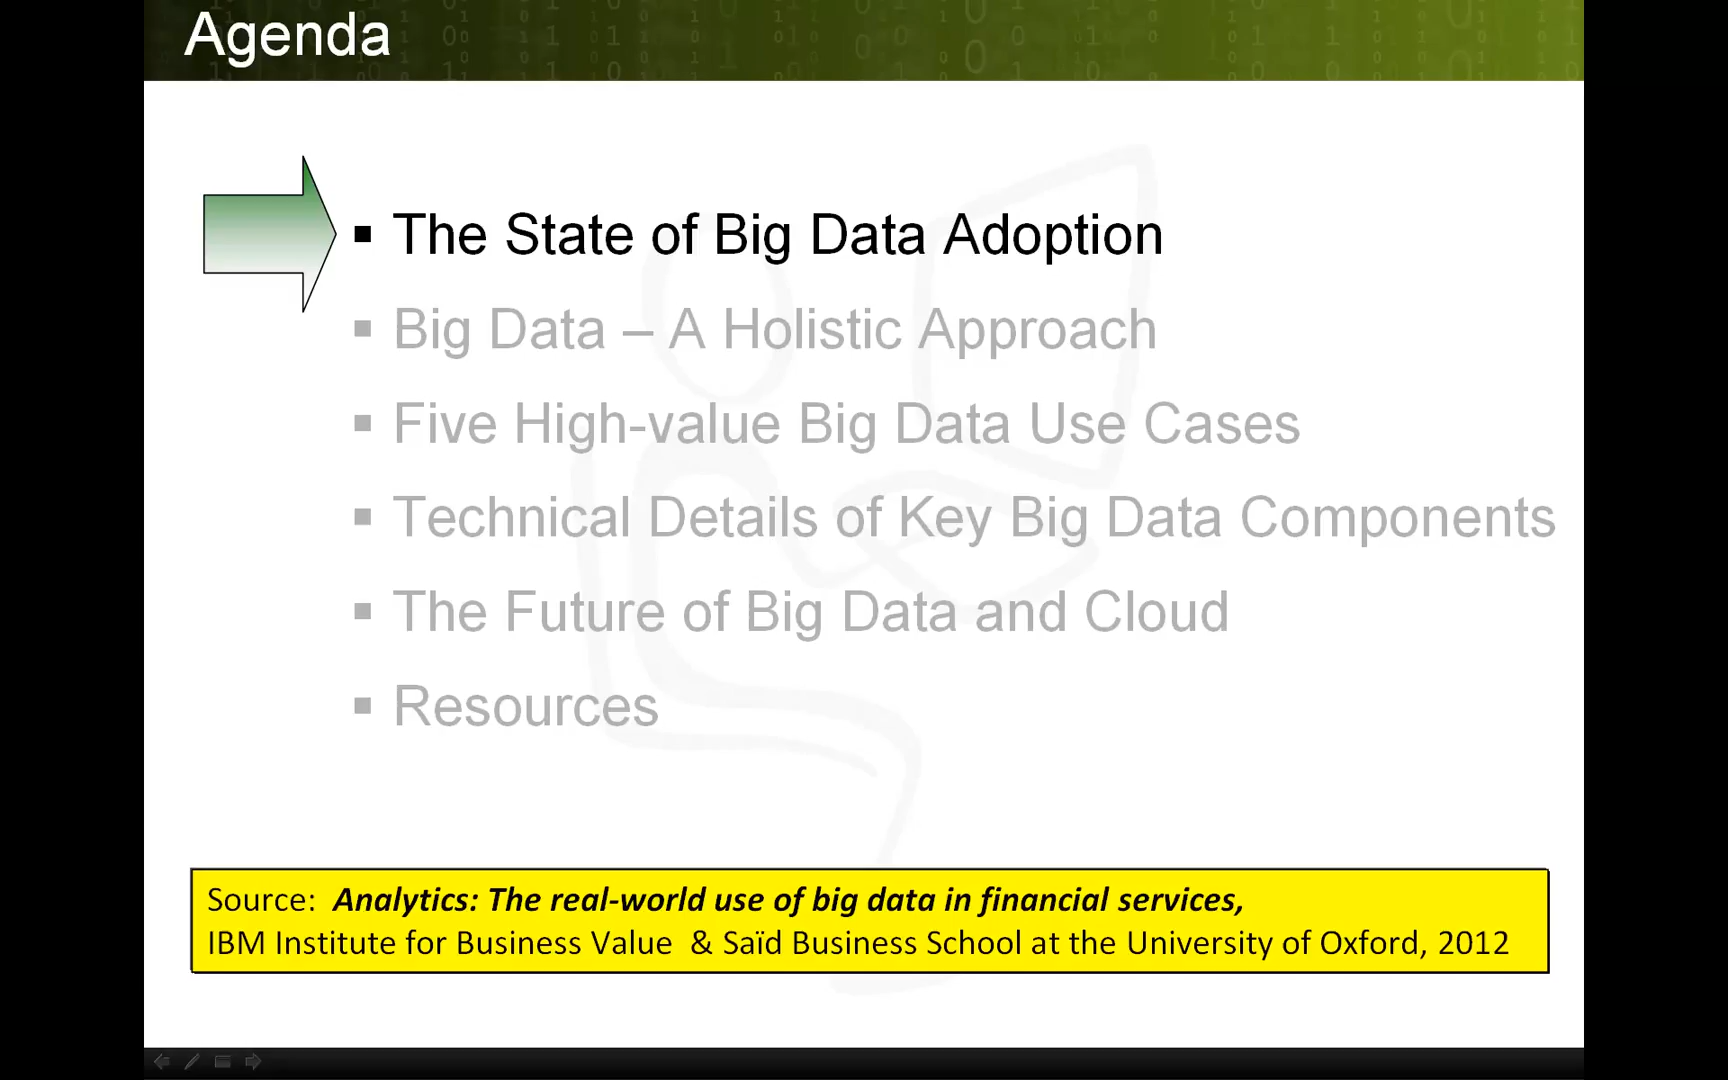 Agenda
▪ The State of Big Data Adoption
▪ Big Data – A Holistic Approach
▪ Five High-value Big Data Use Cases
▪ Technical Details of Key Big Data Components
▪ The Future of Big Data and Cloud
▪ Resources
Source: Analytics: The real-world use of big data in financial services,
IBM Institute for Business Value & Saïd Business School at the University of Oxford, 2012